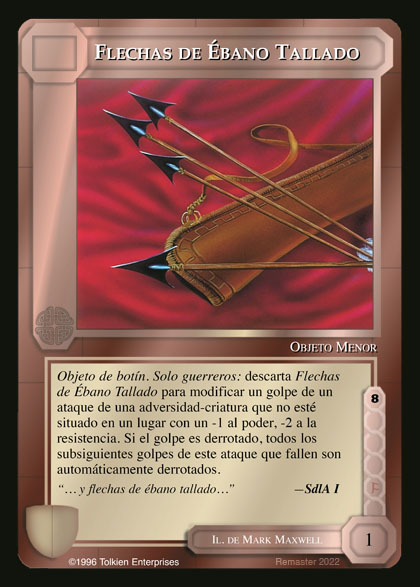 FLECHAS DE ÉBANO TALLADO
OBJETO MENOR
Objeto de botín. Solo guerreros: descarta Flechas
de Ébano Tallado para modificar un golpe de un
ataque de una adversidad-criatura que no esté
situado en un lugar con un -1 al poder, -2 a la
resistencia. Si el golpe es derrotado, todos los
subsiguientes golpes de este ataque que fallen son
automáticamente derrotados.
“… y flechas de ébano tallado…” –SdlA I
8
P
IL. DE MARK MAXWELL
1
©1996 Tolkien Enterprises
Remaster 2022